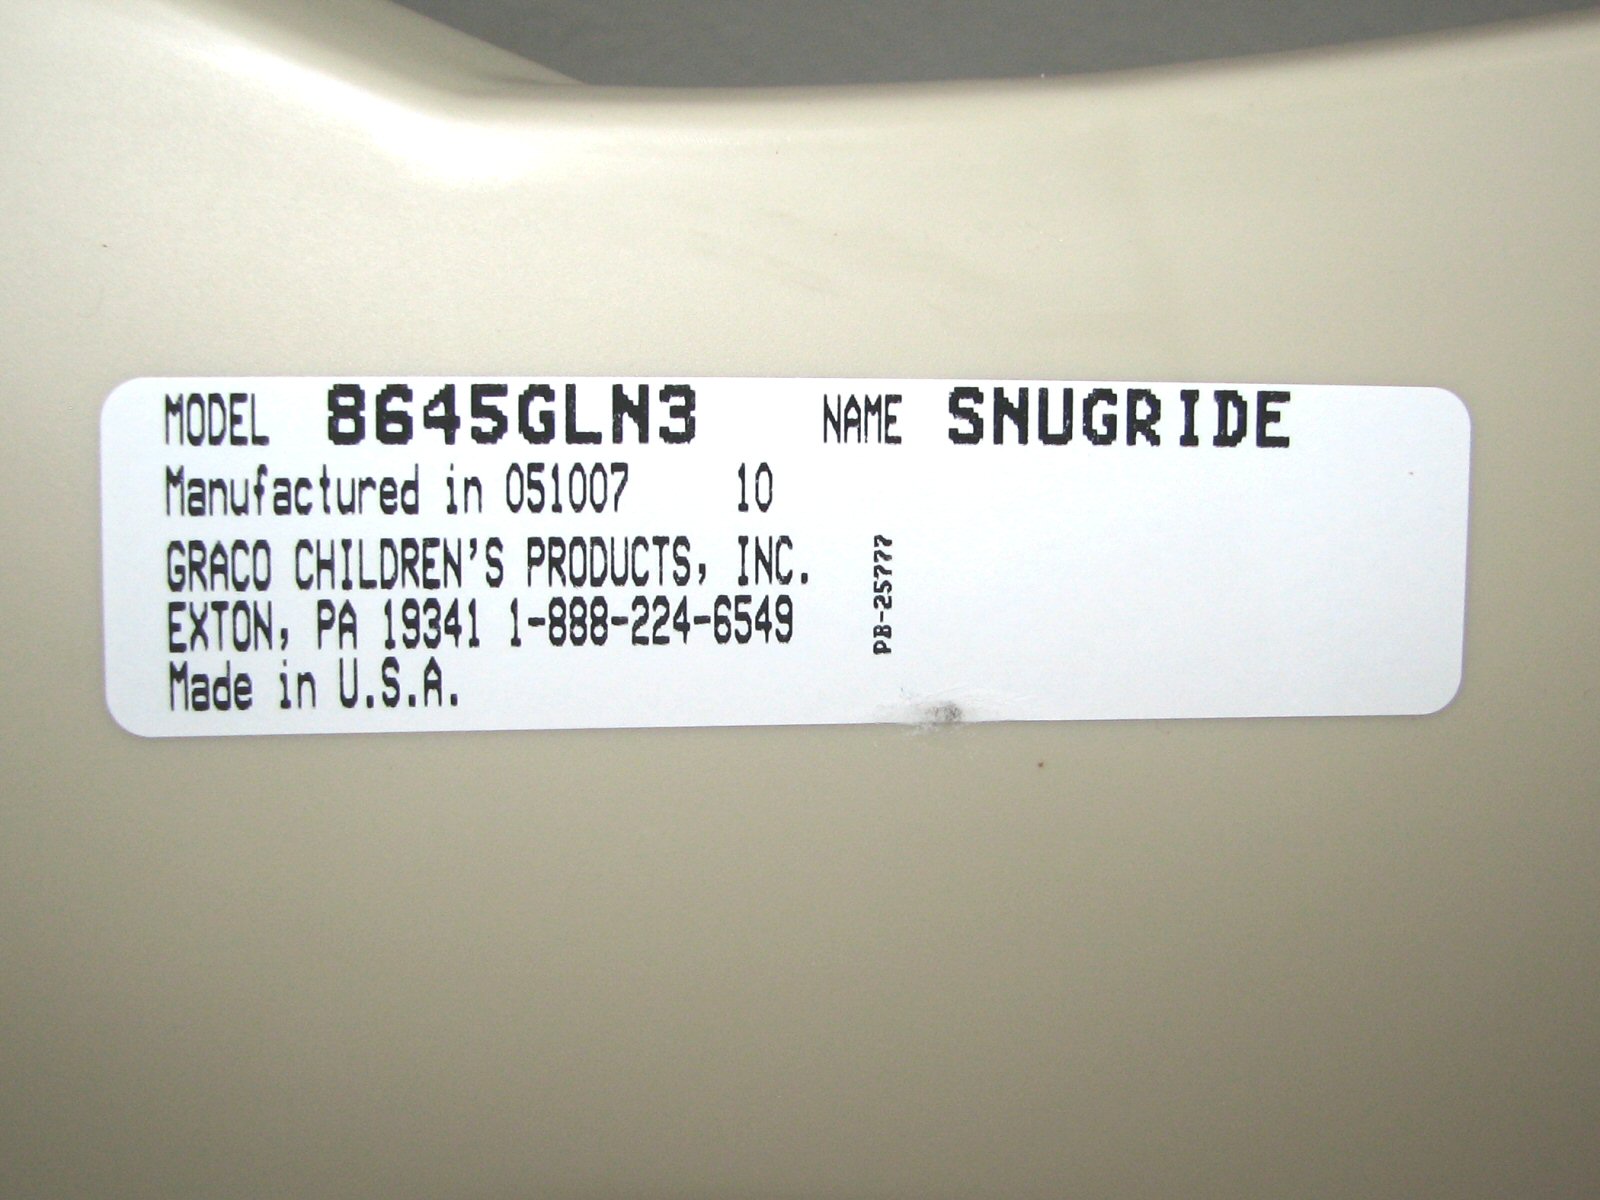 MODEL 8645GLN3 NAME SNUGRIDE
Manufactured in 051007 10
GRACO CHILDREN'S PRODUCTS, INC.
EXTON, PA 19341 1-888-224-6549
Made in U.S.A.
PB-25777